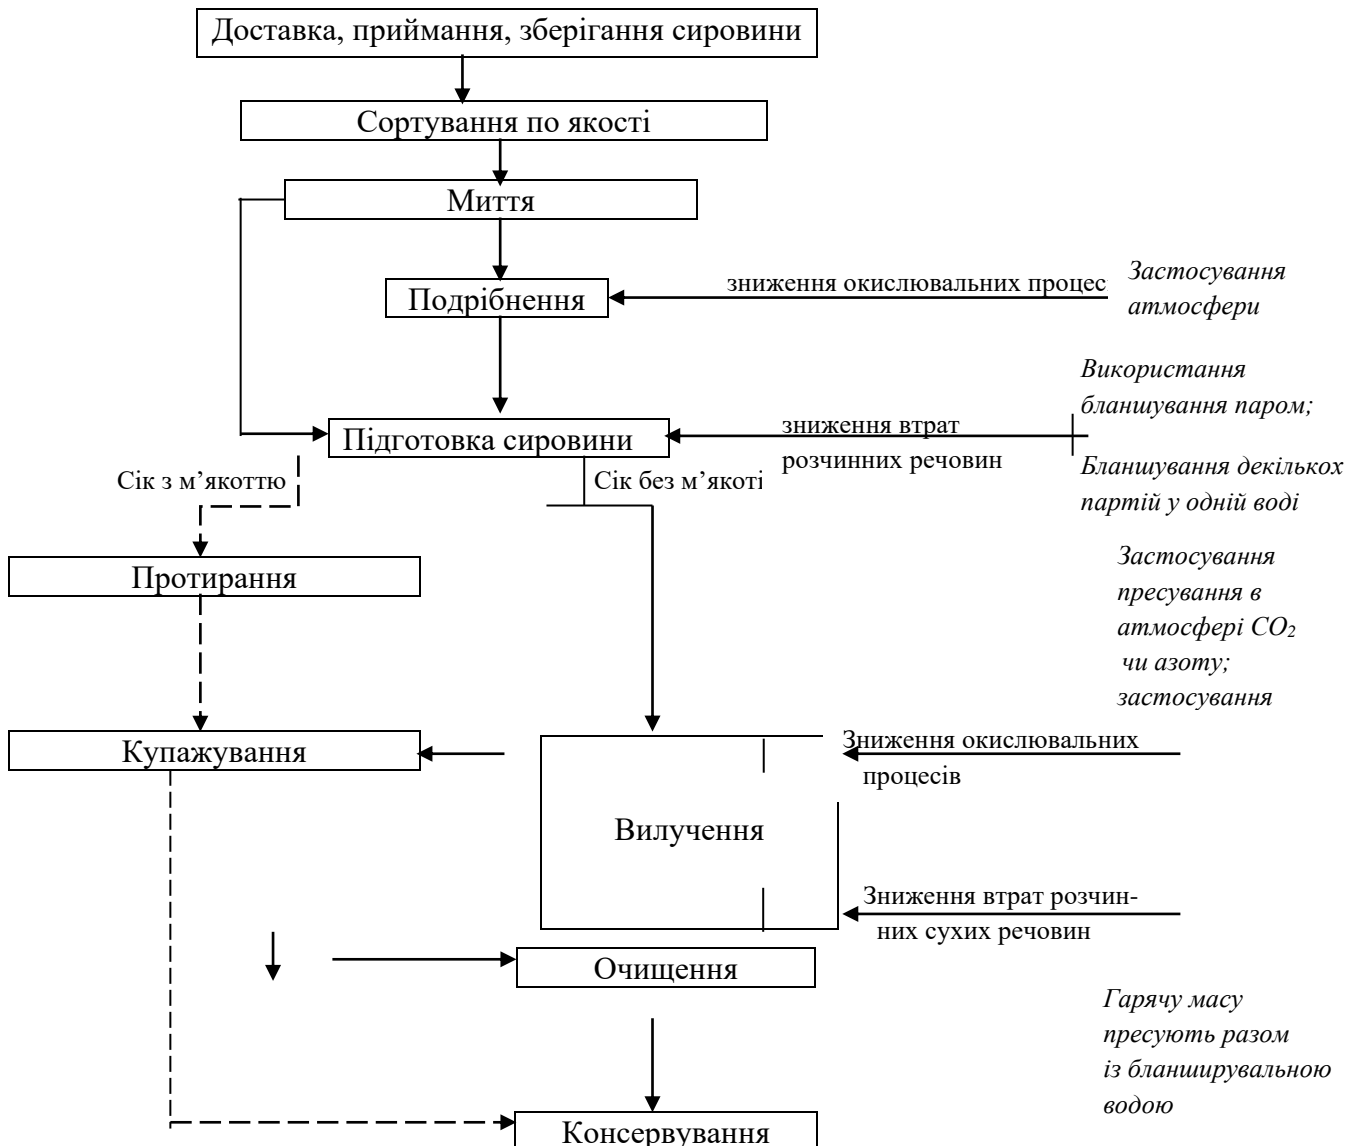 Доставка, приймання, зберігання сировини
Сортування по якості
Миття
Подрібнення
зниження окислювальних процес
Застосування
атмосфери
Використання
бланшування паром;
Підготовка сировини
зниження втрат
розчинних речовин
Бланшування декількох
партій у одній воді
Сік з м’якоттю
Сік без м’якоті
Протирання
Застосування
пресування в
атмосфері CO₂
чи азоту;
застосування
Купажування
Зниження окислювальних
процесів
Вилучення
Зниження втрат розчин-
них сухих речовин
Очищення
Гарячу масу
пресують разом
із бланширувальною
водою
Консервування